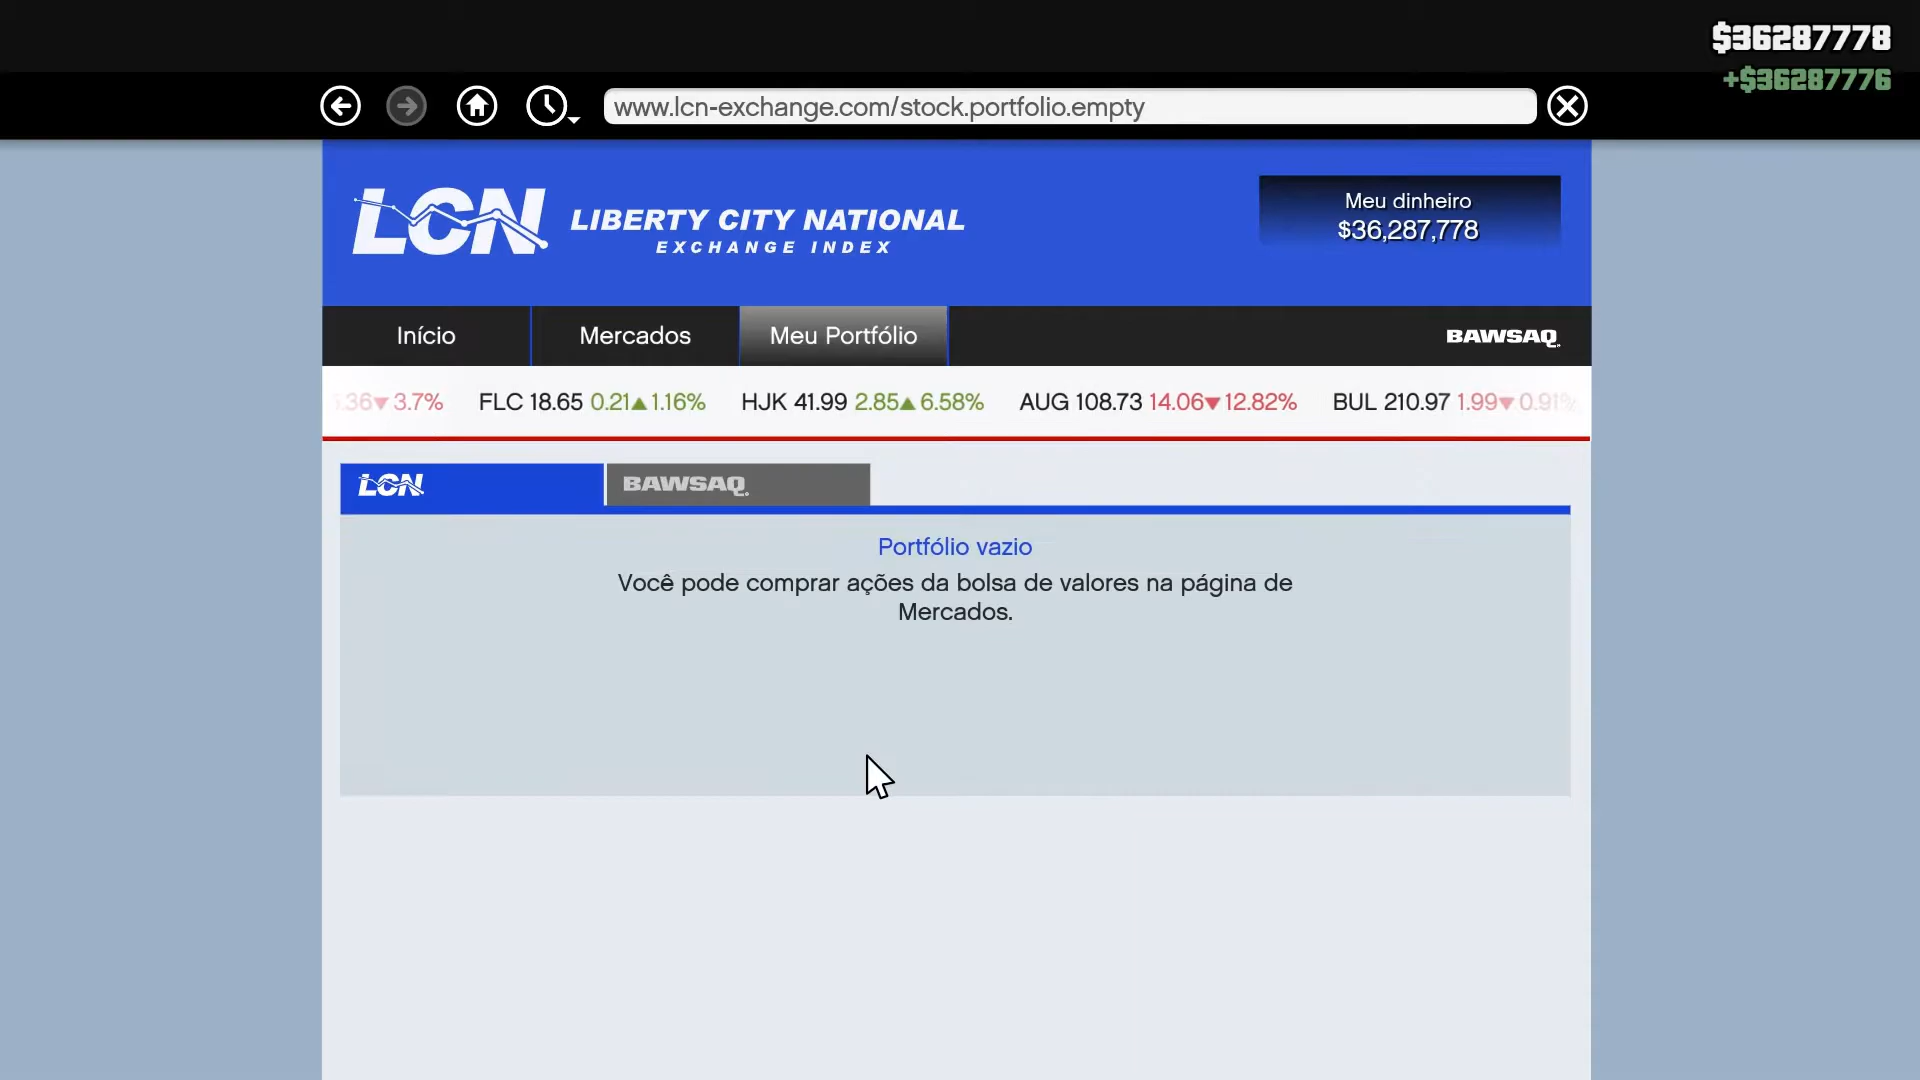 $36287778
+$36287776
www.lcn-exchange.com/stock.portfolio.empty
LCN
LIBERTY CITY NATIONAL
EXCHANGE INDEX
Meu dinheiro
$36,287,778
Início
Mercados
Meu Portfólio
BAWSAQ.
.36▼3.7% FLC 18.65 0.21▲1.16% HJK 41.99 2.85▲6.58% AUG 108.73 14.06▼12.82% BUL 210.97 1.99▼0.91%
LCN
BAWSAQ.
Portfólio vazio
Você pode comprar ações da bolsa de valores na página de
Mercados.